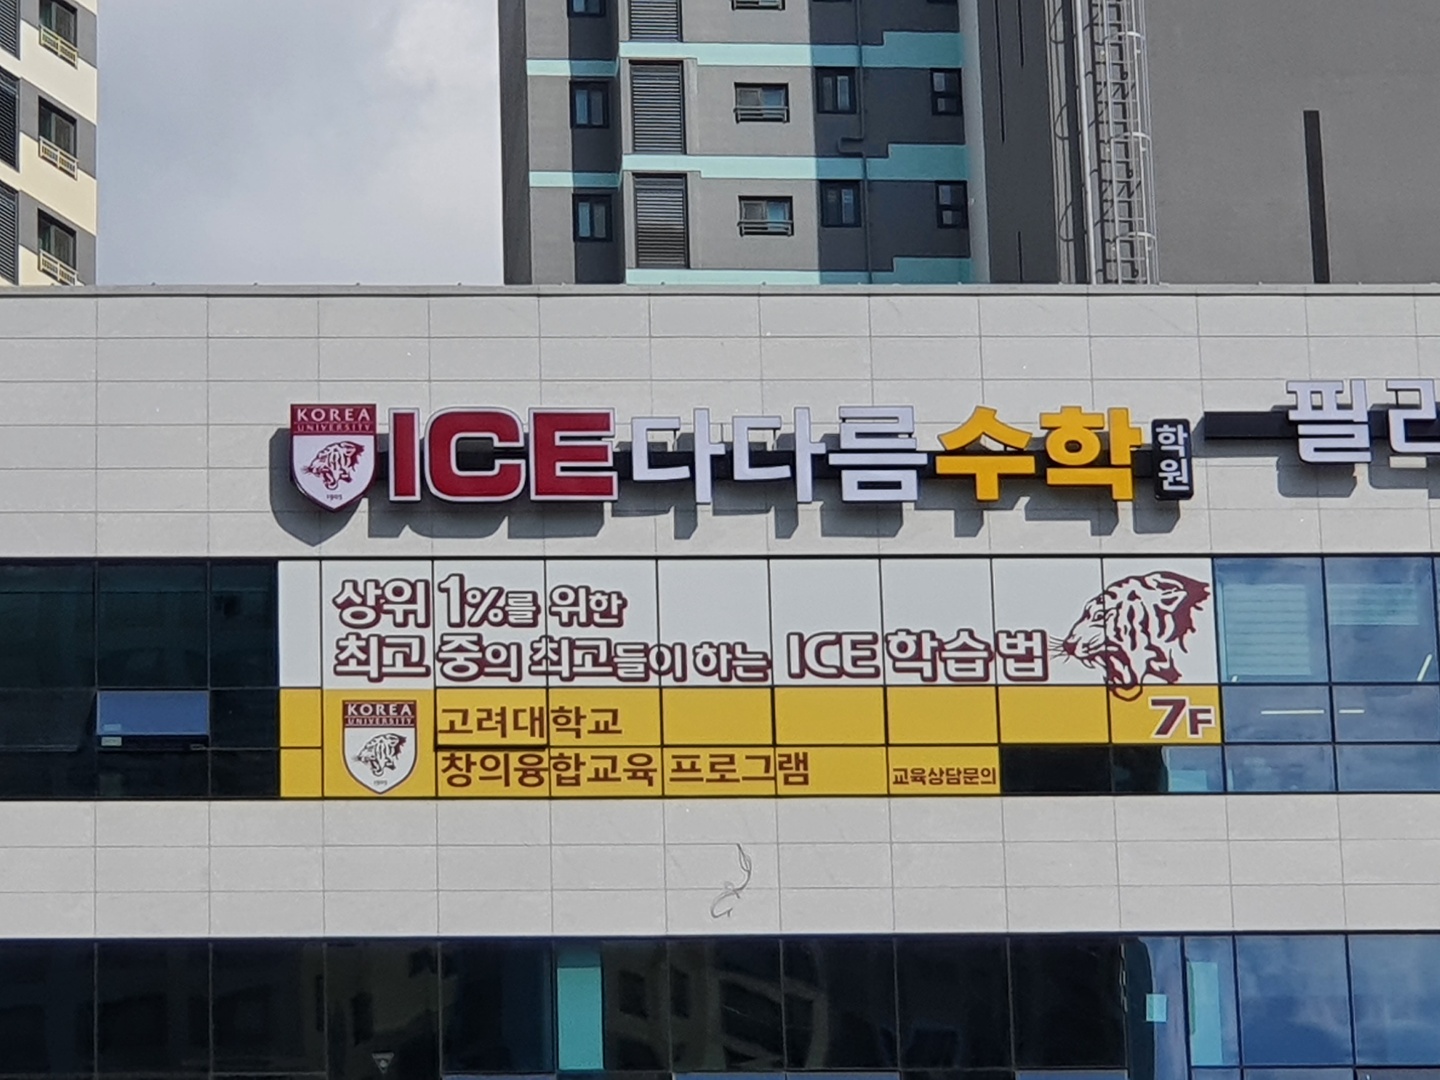 KOREA
UNIVERSITY
1905
ICE 다다름수학 학원
필
상위 1%를 위한
최고 중의 최고들이 하는 ICE 학습법
7F
KOREA
UNIVERSITY
1905
고려대학교
창의융합교육 프로그램
교육상담문의